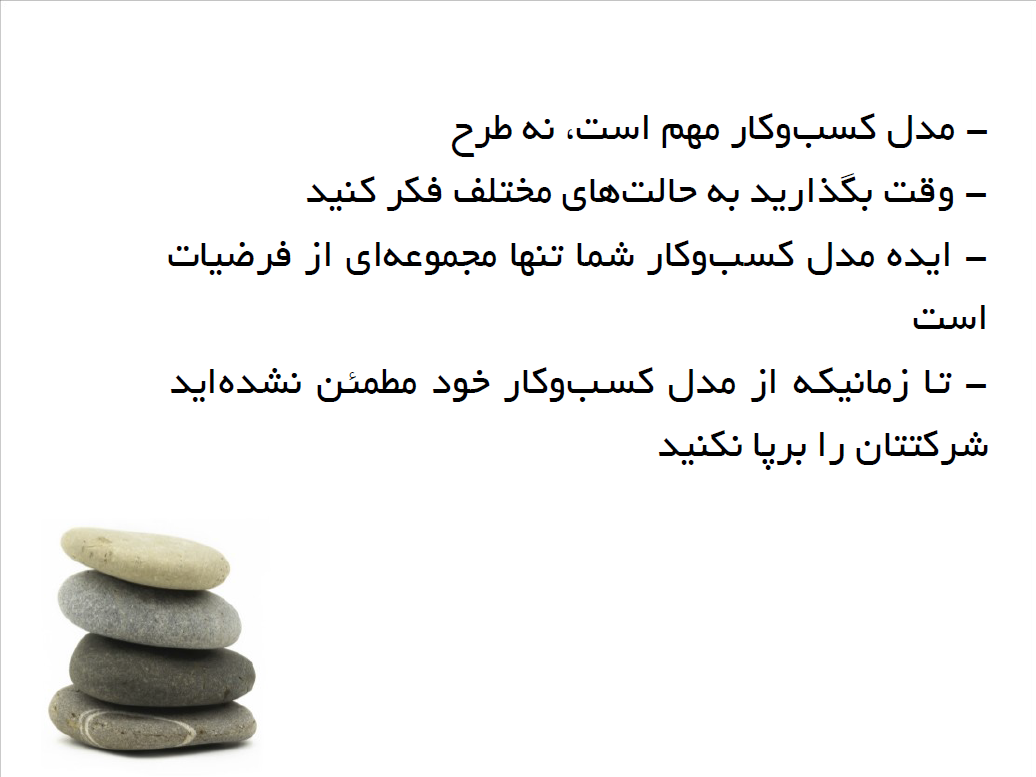 - مدل کسب‌وکار مهم است، نه طرح
- وقت بگذارید به حالت‌های مختلف فکر کنید
- ایده مدل کسب‌وکار شما تنها مجموعه‌ای از فرضیات
است
- تا زمانیکه از مدل کسب‌وکار خود مطمئن نشده‌اید
شرکتتان را برپا نکنید